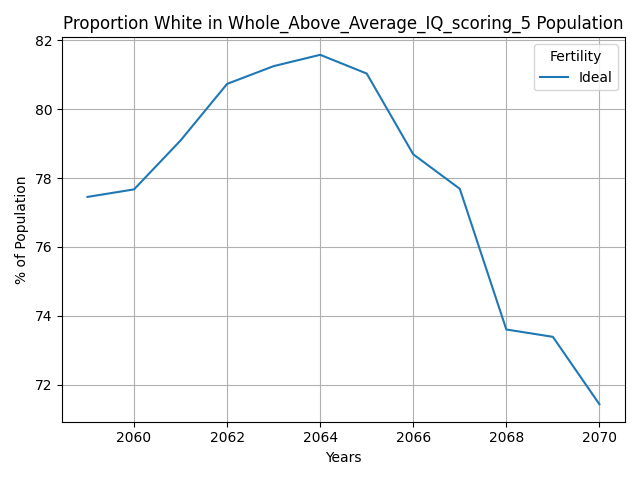 Proportion White in Whole_Above_Average_IQ_scoring_5 Population
82
80
78
76
74
72
% of Population
Fertility
Ideal
2060 2062 2064 2066 2068 2070
Years